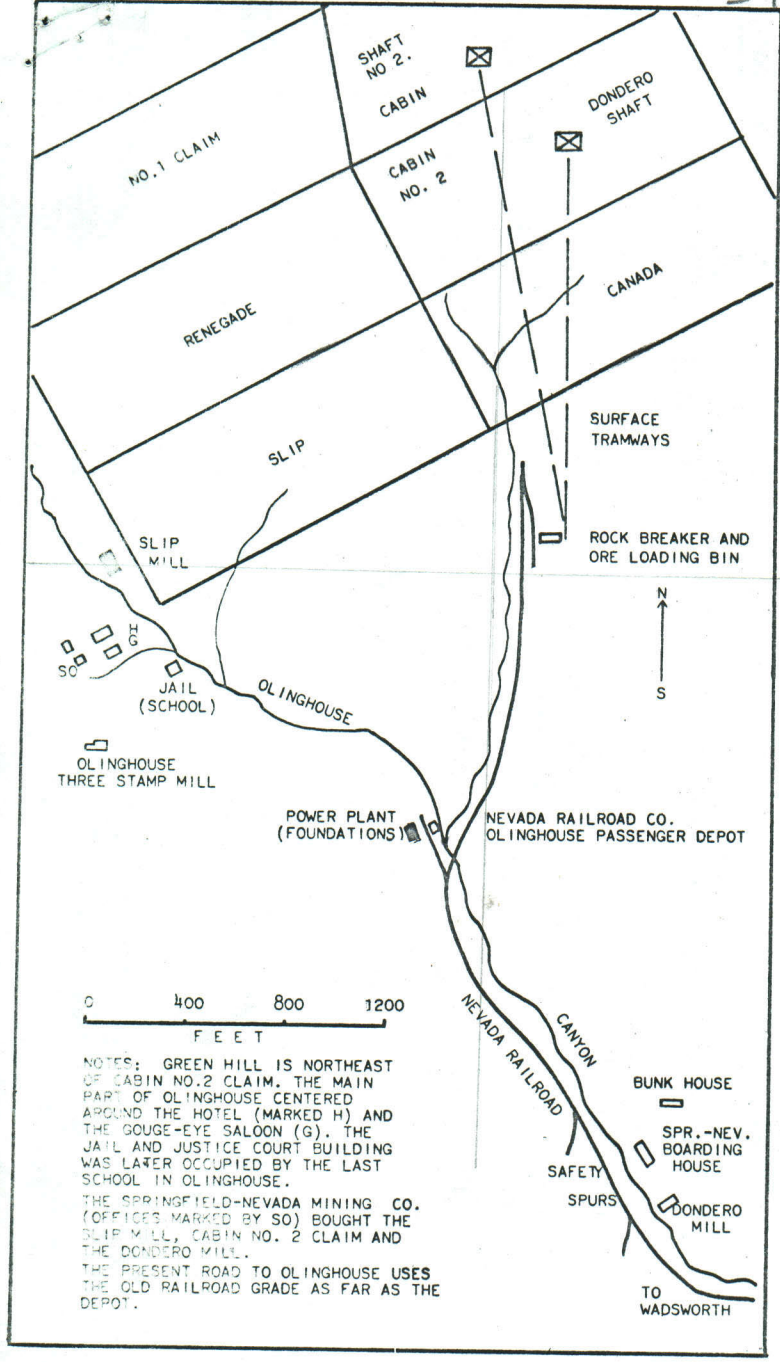 SHAFT
NO 2.
CABIN
DONDERO
SHAFT
NO.1 CLAIM
CABIN
NO. 2
CANADA
RENEGADE
SURFACE
TRAMWAYS
SLIP
SLIP
MILL
ROCK BREAKER AND
ORE LOADING BIN
N
S
H
G
SO
JAIL
(SCHOOL)
OLINGHOUSE
OLINGHOUSE
THREE STAMP MILL
POWER PLANT
(FOUNDATIONS)
NEVADA RAILROAD CO.
OLINGHOUSE PASSENGER DEPOT
0 400 800 1200
FEET
NEVADA RAILROAD
CANYON
NOTES: GREEN HILL IS NORTHEAST
OF CABIN NO.2 CLAIM. THE MAIN
PART OF OLINGHOUSE CENTERED
AROUND THE HOTEL (MARKED H) AND
THE GOUGE-EYE SALOON (G). THE
JAIL AND JUSTICE COURT BUILDING
WAS LATER OCCUPIED BY THE LAST
SCHOOL IN OLINGHOUSE.
THE SPRINGFIELD-NEVADA MINING CO.
(OFFICES MARKED BY SO) BOUGHT THE
SLIP MILL, CABIN NO. 2 CLAIM AND
THE DONDERO MILL.
THE PRESENT ROAD TO OLINGHOUSE USES
THE OLD RAILROAD GRADE AS FAR AS THE
DEPOT.
BUNK HOUSE
SPR.-NEV.
BOARDING
HOUSE
SAFETY
SPURS
DONDERO
MILL
TO
WADSWORTH